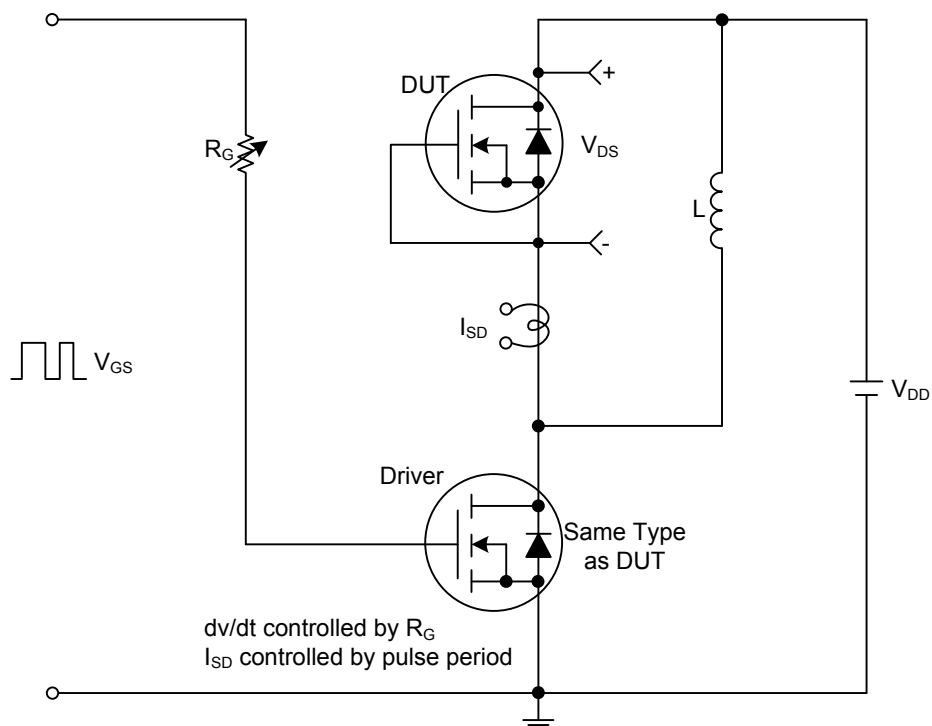 DUT
+
R_G
V_DS
L
-
I_SD
V_GS
V_DD
Driver
Same Type
as DUT
dv/dt controlled by R_G
I_SD controlled by pulse period